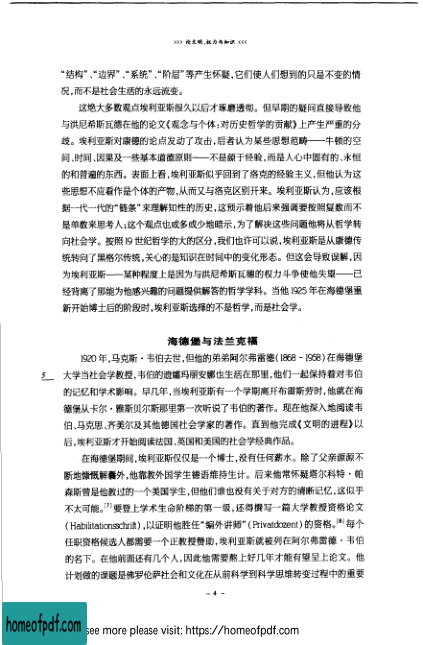 >>> 论文明、权力与知识 <<<
“结构”、“边界”、“系统”、“阶层”等产生怀疑,它们使人们想到的只是不变的情
况,而不是社会生活的永远流变。
这绝大多数观点埃利亚斯很久以后才琢磨透彻。但早期的疑问直接导致他
与洪尼希斯瓦德在他的论文《观念与个体:对历史哲学的贡献》上产生严重的分
歧。埃利亚斯对康德的论点发动了攻击,后者认为某些思想范畴——牛顿的空
间、时间、因果及一些基本道德原则——不是源于经验,而是人心中固有的、永恒
的和普遍的东西。表面上看,埃利亚斯似乎回到了洛克的经验主义,但他认为这
些思想不应看作是个体的产物,从而又与洛克区别开来。埃利亚斯认为,应该根
据一代一代的“链条”来理解知性的历史,这预示着他后来强调要按照复数而不
是单数来思考人;这个观点也或多或少地暗示,为了解决这些问题他将从哲学转
向社会学。按照 19 世纪哲学的大的区分,我们也许可以说,埃利亚斯是从康德传
统转向了黑格尔传统,关心的是知识在时间中的变化形态。但这会导致误解,因
为埃利亚斯——某种程度上是因为与洪尼希斯瓦德的权力斗争使他失望——已
经背离了那能为他感兴趣的问题提供解答的哲学学科。当他 1925 年在海德堡重
新开始博士后的阶段时,埃利亚斯选择的不是哲学,而是社会学。
海德堡与法兰克福
1920 年,马克斯·韦伯去世,但他的弟弟阿尔弗雷德(1868 - 1958)在海德堡
5 大学当社会学教授,韦伯的遗孀玛丽安娜也生活在那里,他们一起保持着对韦伯
的记忆和学术影响。早几年,当埃利亚斯有一个学期离开布雷斯劳时,他就在海
德堡从卡尔·雅斯贝尔斯那里第一次听说了韦伯的著作。现在他深入地阅读韦
伯、马克思、齐美尔及其他德国社会学家的著作。直到他完成《文明的进程》以
后,埃利亚斯才开始阅读法国、英国和美国的社会学经典作品。
在海德堡期间,埃利亚斯仅仅是一个博士,没有任何薪水。除了父亲源源不
断地慷慨解囊外,他靠教外国学生德语维持生计。后来他常怀疑塔尔科特·帕
森斯曾是他教过的一个美国学生,但他们谁也没有关于对方的清晰记忆,这似乎
不太可能。[7]要登上学术生命阶梯的第一级,还得撰写一篇大学教授资格论文
(Habilitationsschrift),以证明他胜任“编外讲师”(Privatdozent)的资格。[8]每个
任职资格候选人都需要一个正教授赞助,埃利亚斯就被列在阿尔弗雷德·韦伯
的名下。在他前面还有几个人,因此他需要熬上好几年才能有望呈上论文。他
计划做的课题是佛罗伦萨社会和文化在从前科学到科学思维转变过程中的重要
- 4 -
homeofpdf.com
see more please visit: https://homeofpdf.com